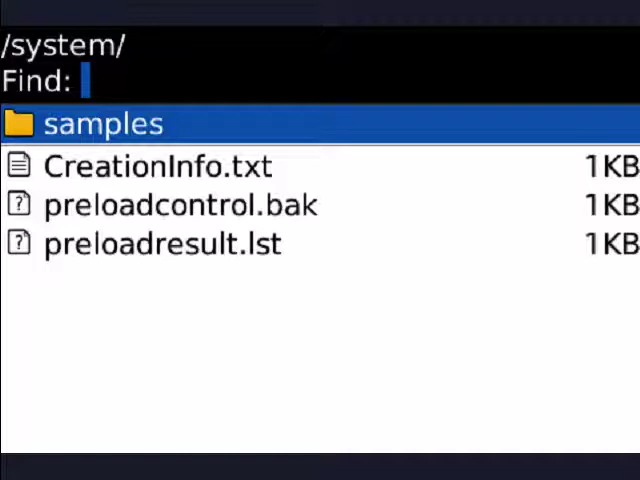 /system/
Find:
samples
CreationInfo.txt 1KB
preloadcontrol.bak 1KB
preloadresult.lst 1KB